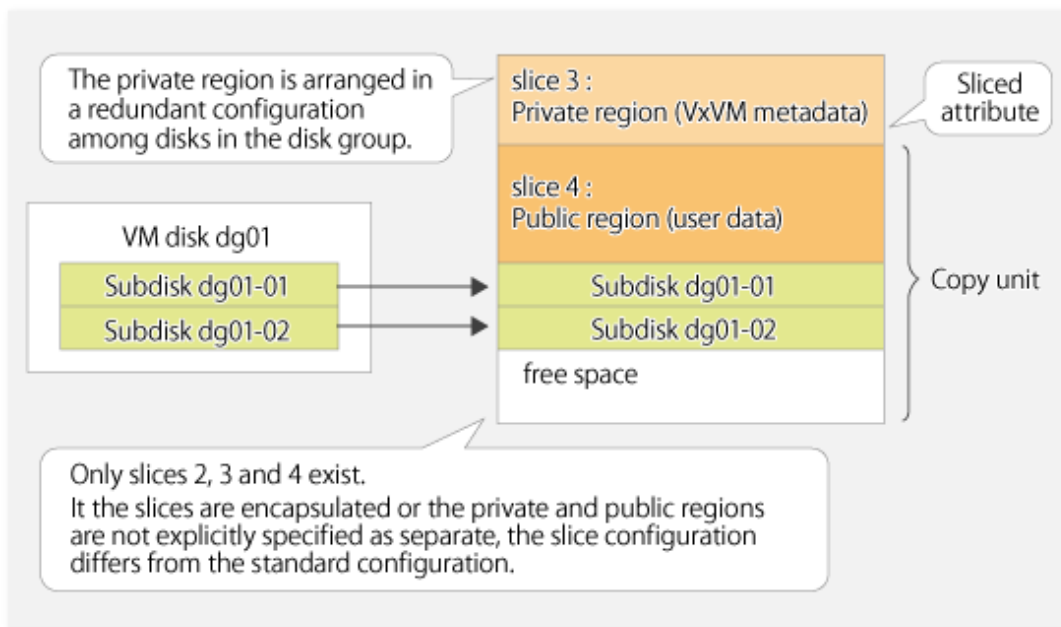 The private region is arranged in
a redundant configuration
among disks in the disk group.
slice 3 :
Private region (VxVM metadata)
Sliced
attribute
slice 4 :
Public region (user data)
VM disk dg01
Subdisk dg01-01
Subdisk dg01-02
Subdisk dg01-01
Subdisk dg01-02
free space
Copy unit
Only slices 2, 3 and 4 exist.
It the slices are encapsulated or the private and public regions
are not explicitly specified as separate, the slice configuration
differs from the standard configuration.